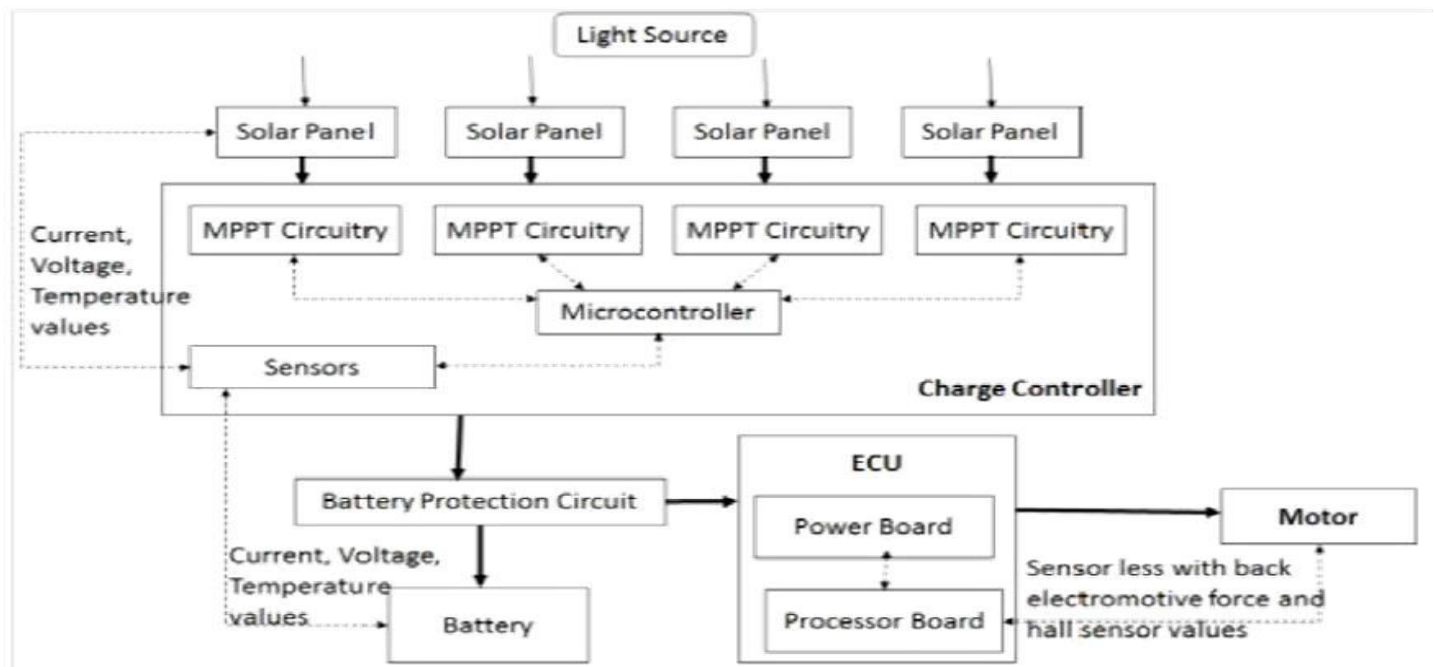 Light Source
Solar Panel
Solar Panel
Solar Panel
Solar Panel
Current,
Voltage,
Temperature
values
MPPT Circuitry
MPPT Circuitry
MPPT Circuitry
MPPT Circuitry
Microcontroller
Sensors
Charge Controller
Battery Protection Circuit
Current, Voltage,
Temperature
values
Battery
ECU
Power Board
Processor Board
Motor
Sensor less with back
electromotive force and
hall sensor values